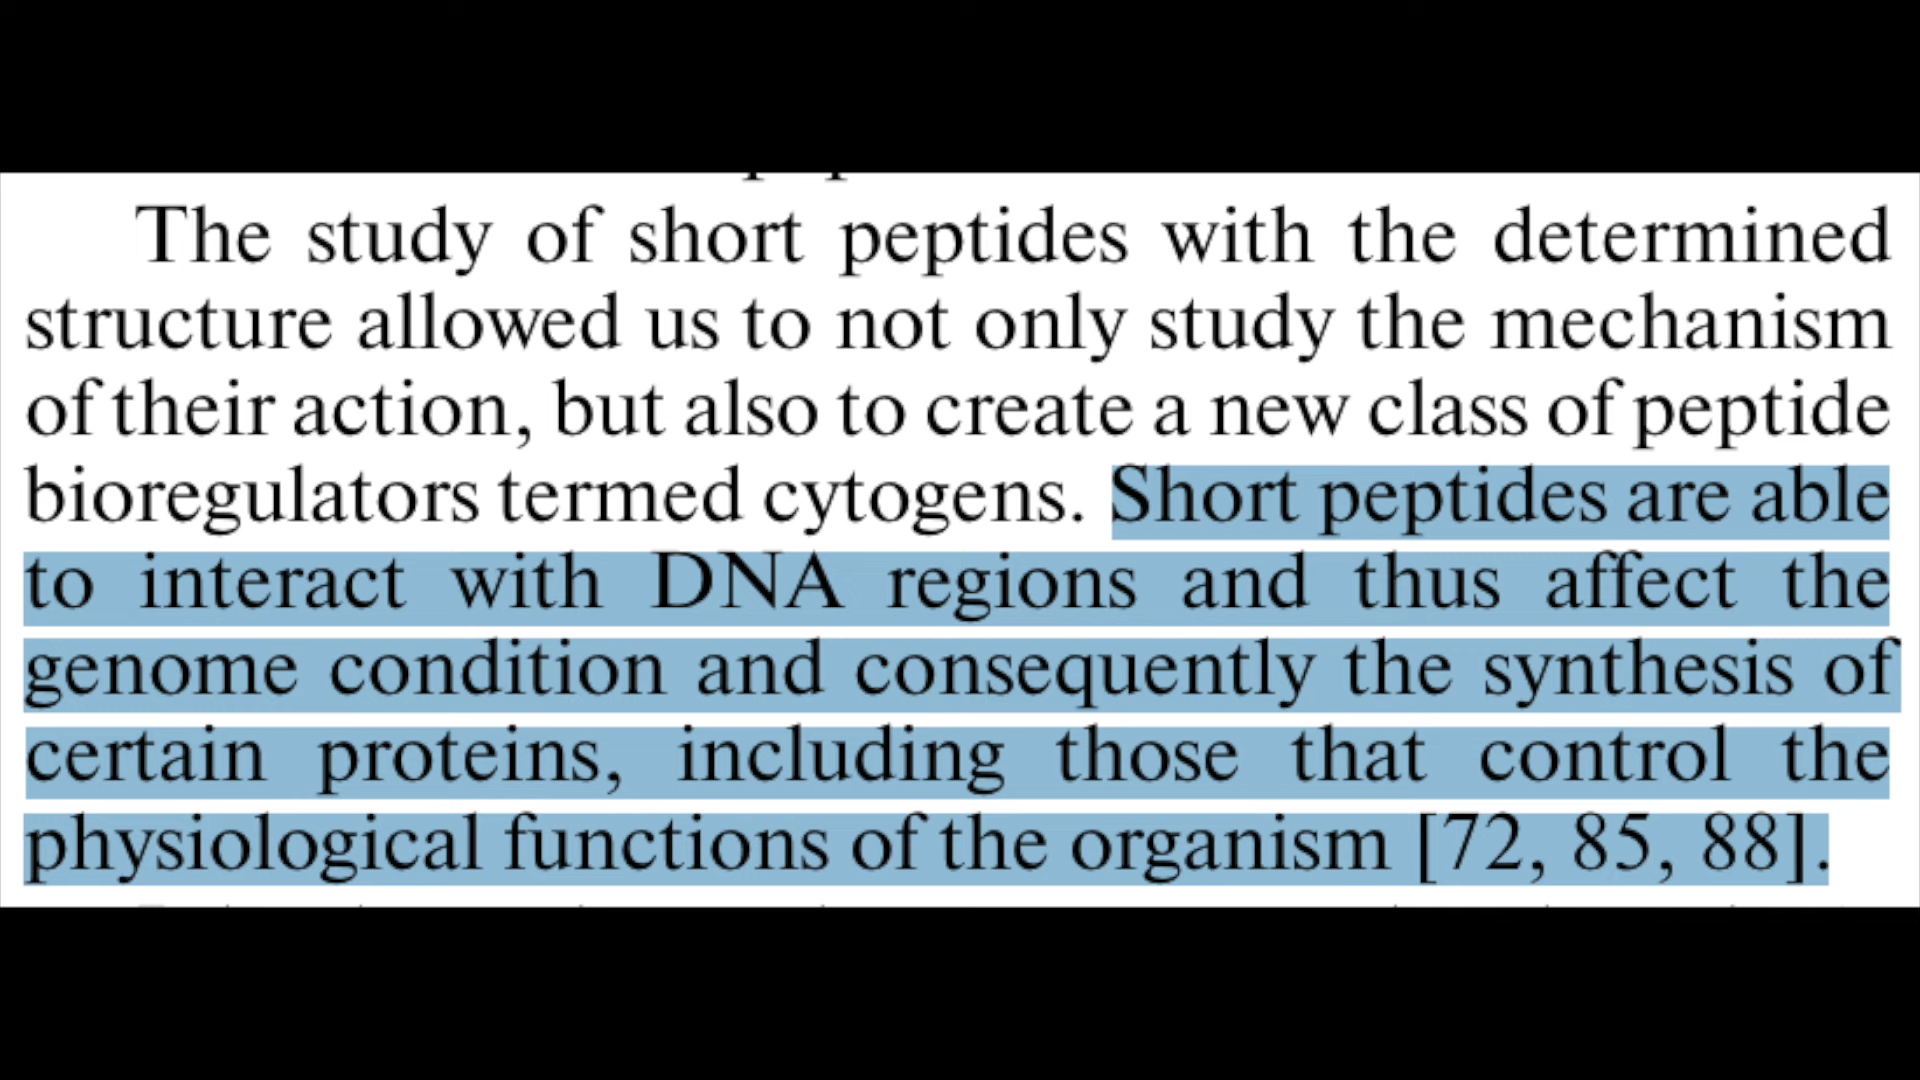 The study of short peptides with the determined
structure allowed us to not only study the mechanism
of their action, but also to create a new class of peptide
bioregulators termed cytogens. Short peptides are able
to interact with DNA regions and thus affect the
genome condition and consequently the synthesis of
certain proteins, including those that control the
physiological functions of the organism [72, 85, 88].